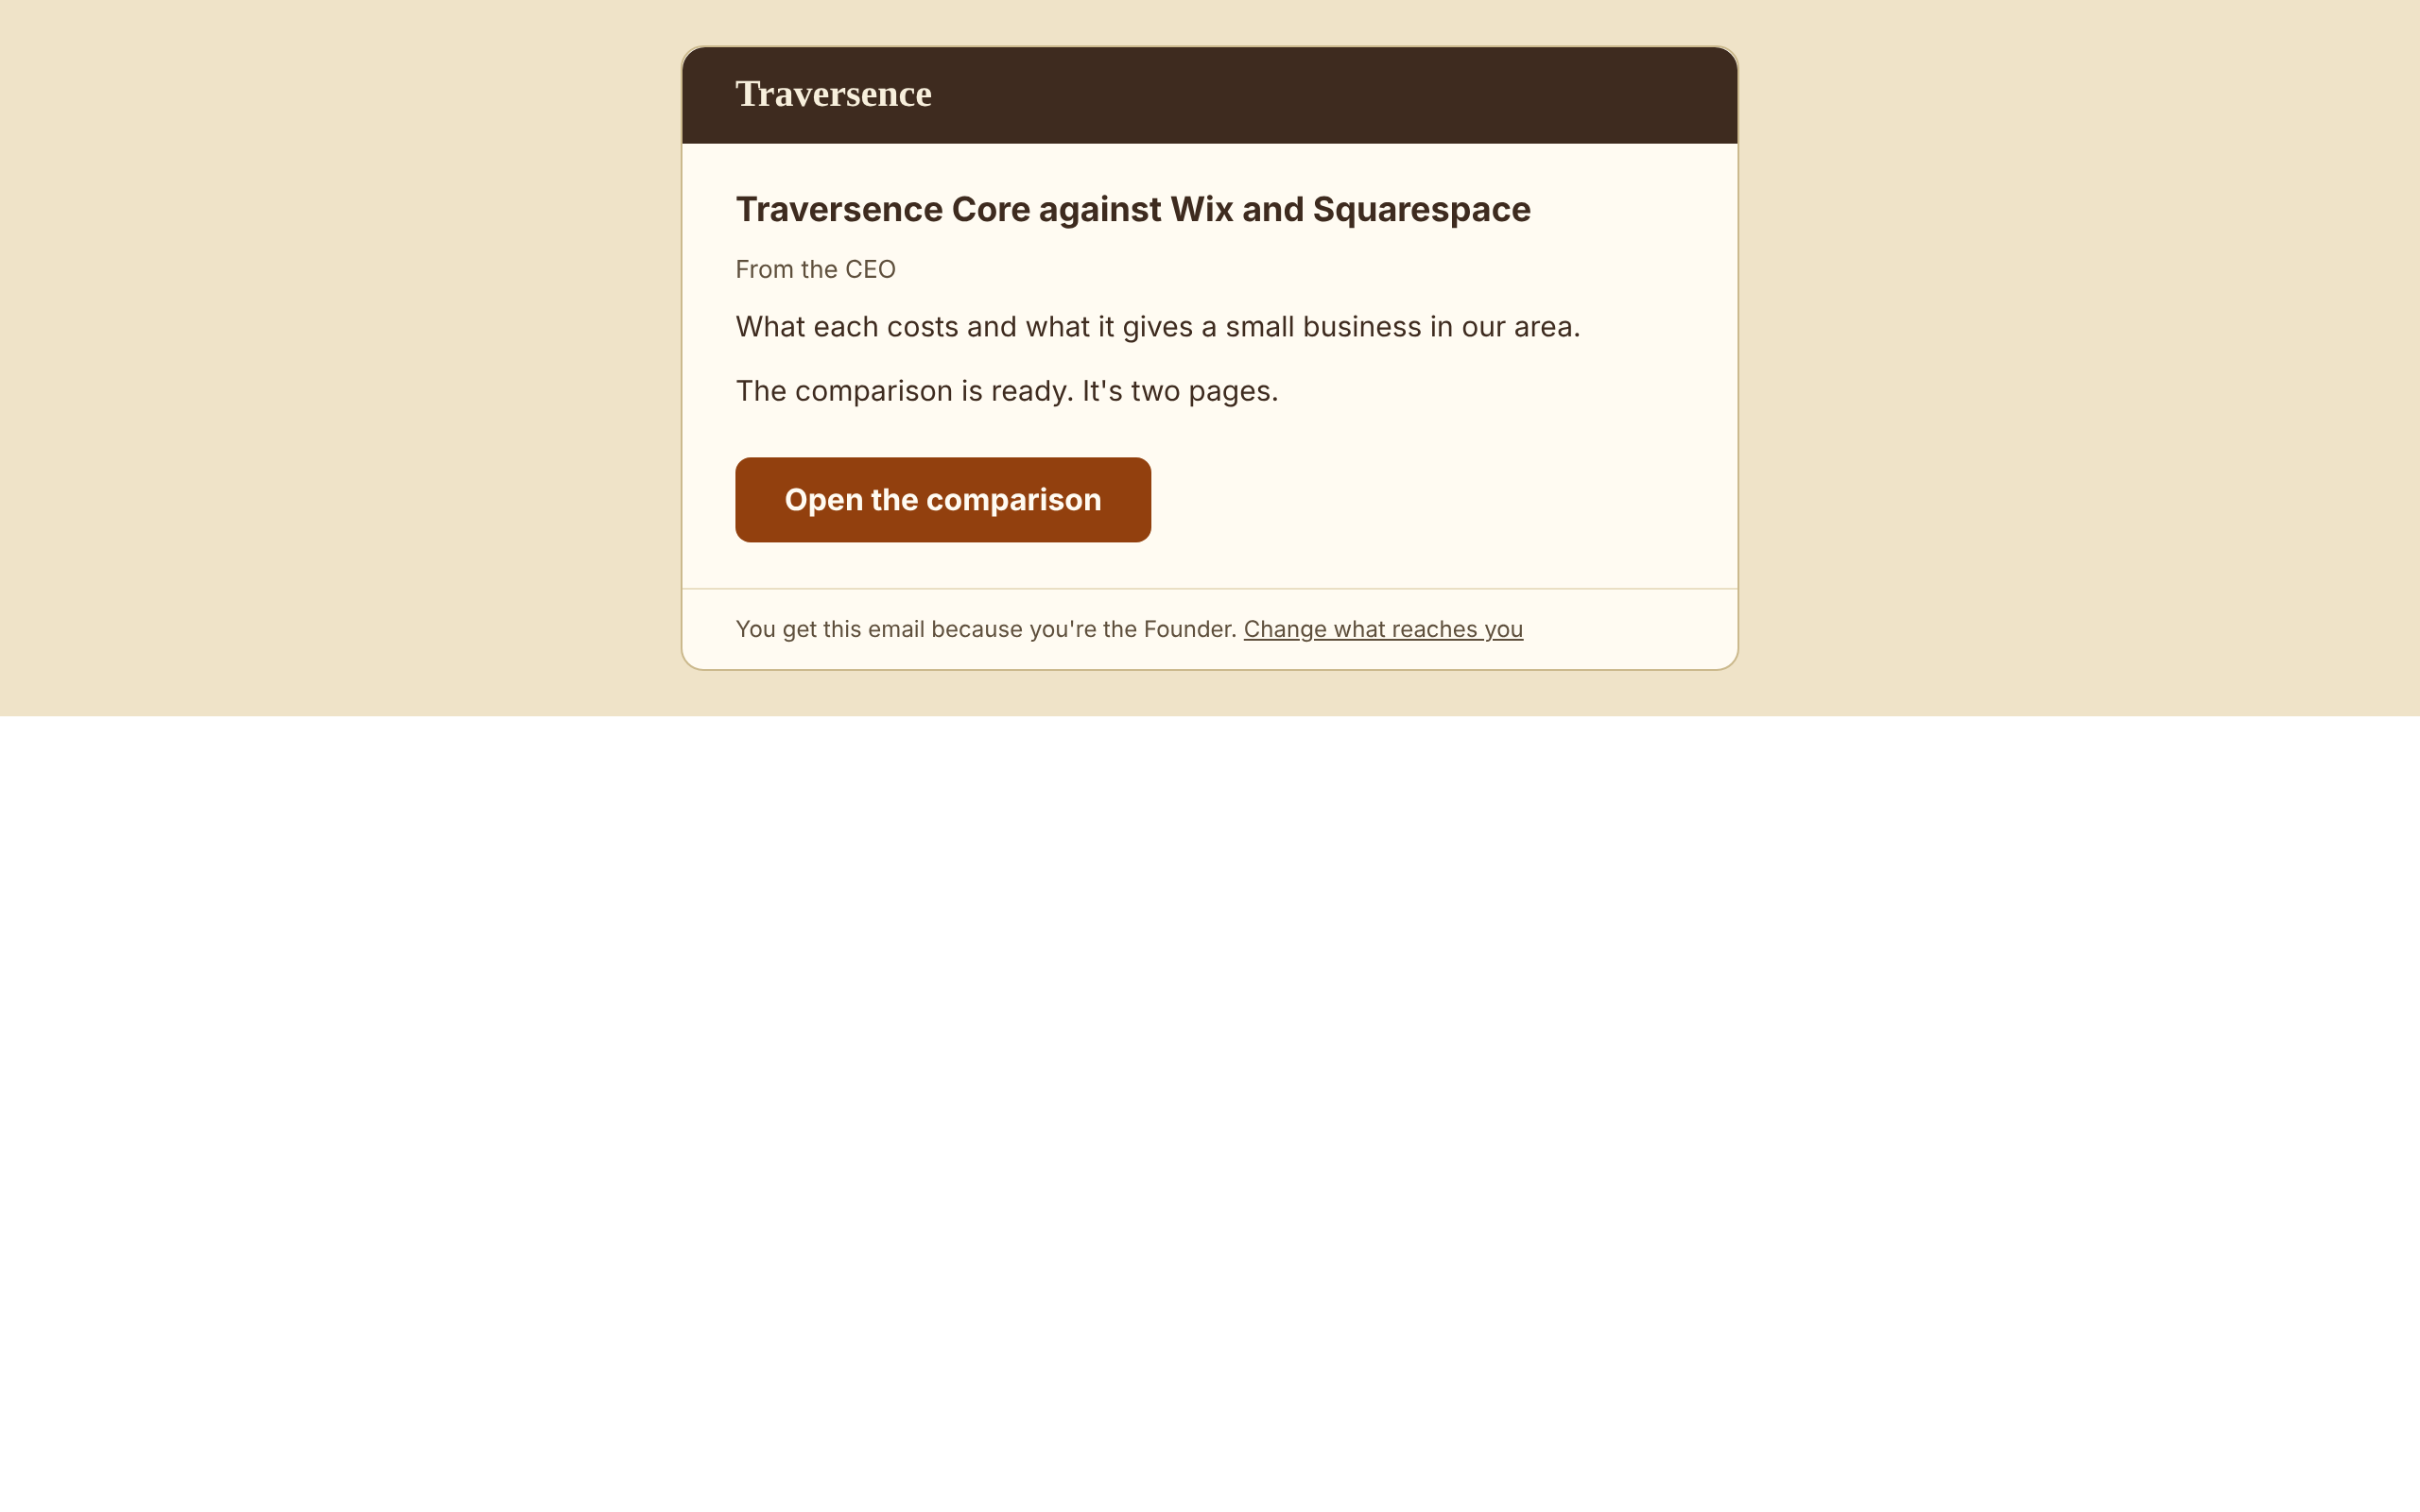 Traversence
Traversence Core against Wix and Squarespace
From the CEO
What each costs and what it gives a small business in our area.
The comparison is ready. It's two pages.
Open the comparison
You get this email because you're the Founder. Change what reaches you